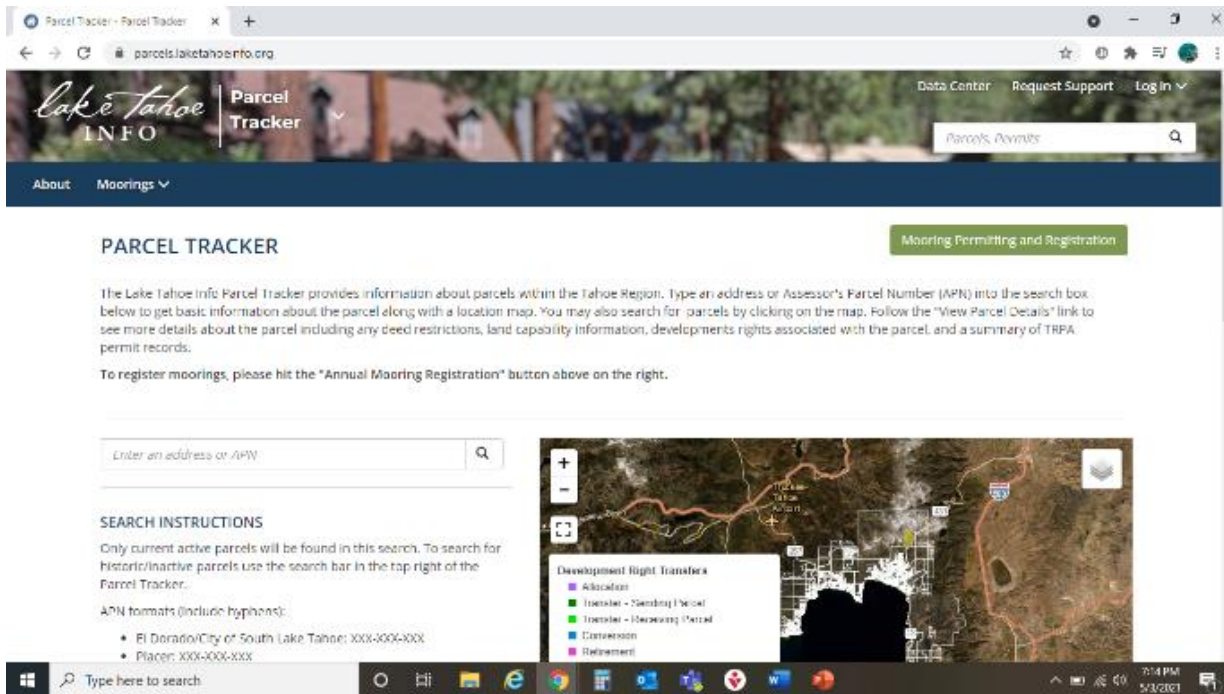 Parcel Tracker - Parcel Tracker
parcels.laketahoeinfo.org
Data Center Request Support Log In
lake Tahoe
INFO
Parcel
Tracker
Parcels, Permits
About Moorings
PARCEL TRACKER
Mooring Permitting and Registration
The Lake Tahoe Info Parcel Tracker provides information about parcels within the Tahoe Region. Type an address or Assessor's Parcel Number (APN) into the search box
below to get basic information about the parcel along with a location map. You may also search for parcels by clicking on the map. Follow the "View Parcel Details" link to
see more details about the parcel including any deed restrictions, land capability information, developments rights associated with the parcel, and a summary of TRPA
permit records.
To register moorings, please hit the "Annual Mooring Registration" button above on the right.
Enter an address or APN
SEARCH INSTRUCTIONS
Only current active parcels will be found in this search. To search for
historic/inactive parcels use the search bar in the top right of the
Parcel Tracker.
APN formats (include hyphens):
El Dorado/City of South Lake Tahoe: XXX-XXX-XXX
Placer: XXX-XXX-XXX
+
−
Truckee
Tahoe
Airport
431
267
Development Right Transfers
Allocation
Transfer - Sending Parcel
Transfer - Receiving Parcel
Conversion
Retirement
Type here to search
7:14 PM
5/3/2021